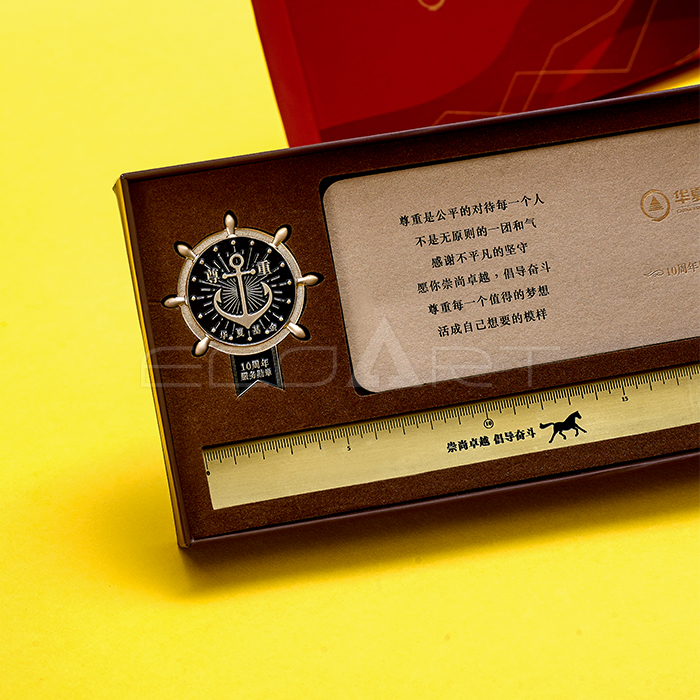 尊重
华夏基金
10周年
服务勋章
尊重是公平的对待每一个人
不是无原则的一团和气
感谢不平凡的坚守
愿你崇尚卓越，倡导奋斗
尊重每一个值得的梦想
活成自己想要的模样
华夏
10周年
0 5 10 15
崇尚卓越 倡导奋斗
ECOART